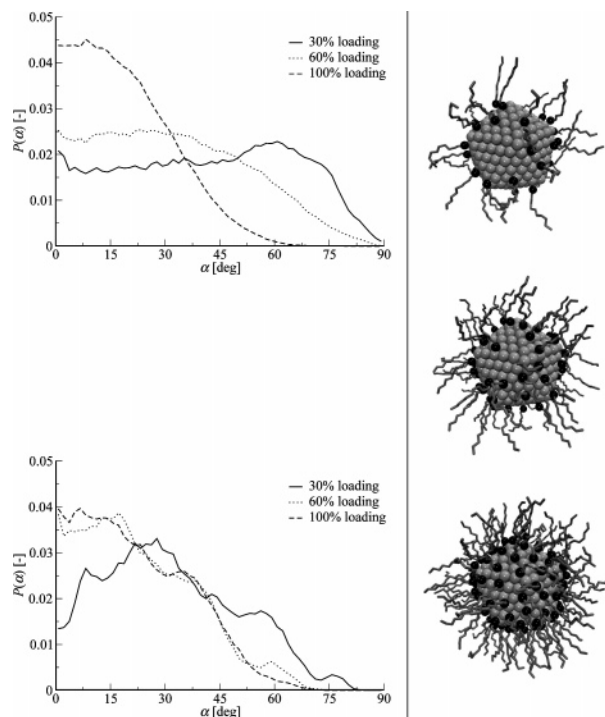 0.05
30% loading
60% loading
0.04
100% loading
0.03
P(α) [-]
0.02
0.01
0
0 15 30 45 60 75 90
α [deg]
0.05
30% loading
60% loading
0.04
100% loading
0.03
P(α) [-]
0.02
0.01
0
0 15 30 45 60 75 90
α [deg]